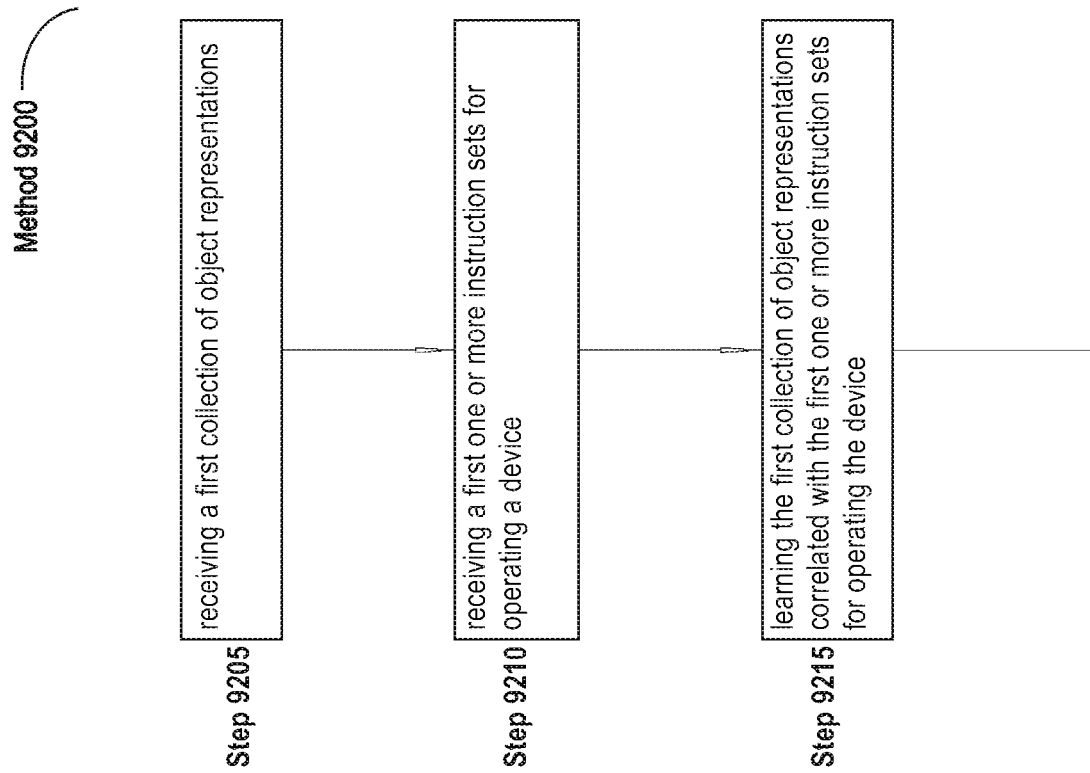 Method 9200
Step 9205
receiving a first collection of object representations
Step 9210
receiving a first one or more instruction sets for
operating a device
Step 9215
learning the first collection of object representations
correlated with the first one or more instruction sets
for operating the device